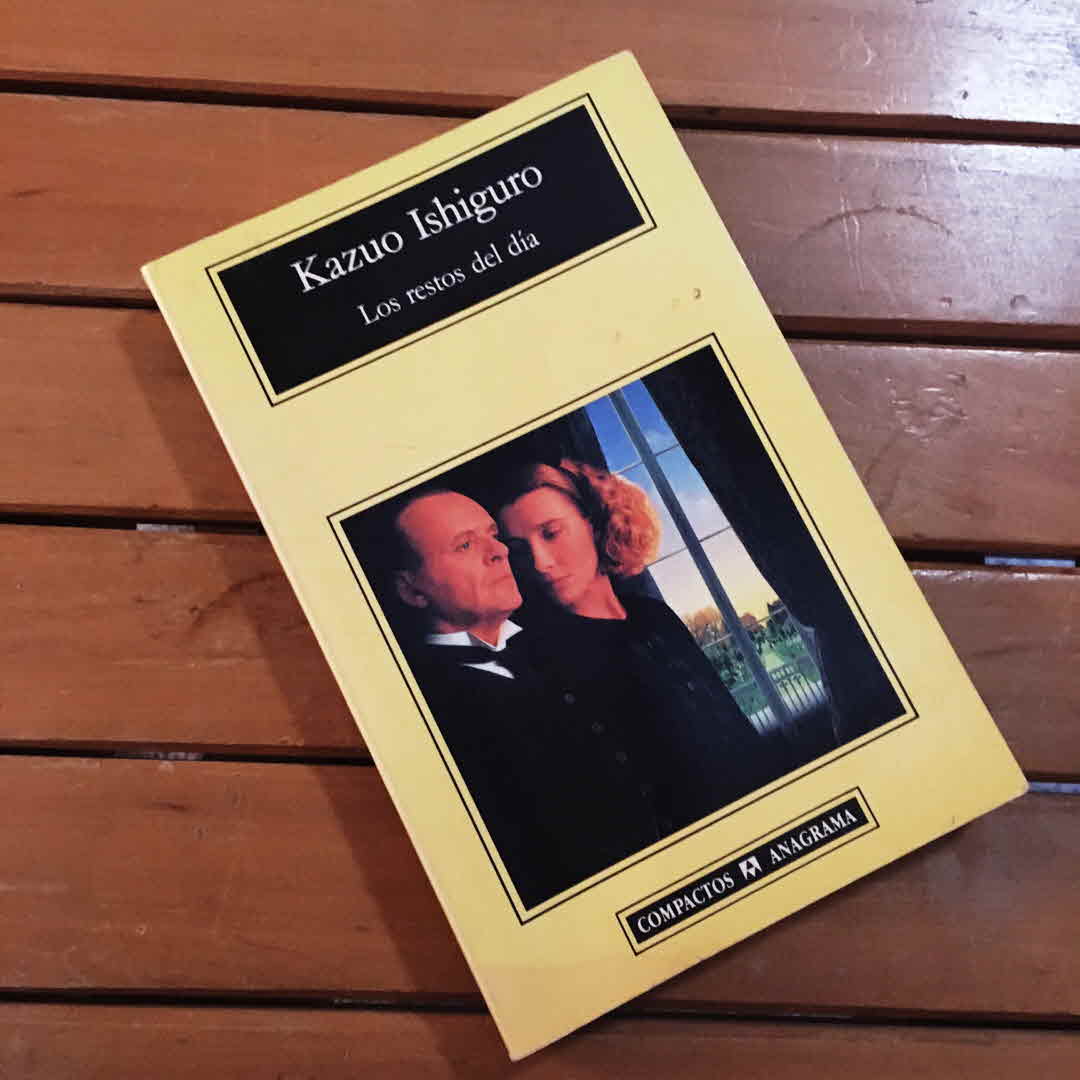 Kazuo Ishiguro
Los restos del día
COMPACTOS ANAGRAMA